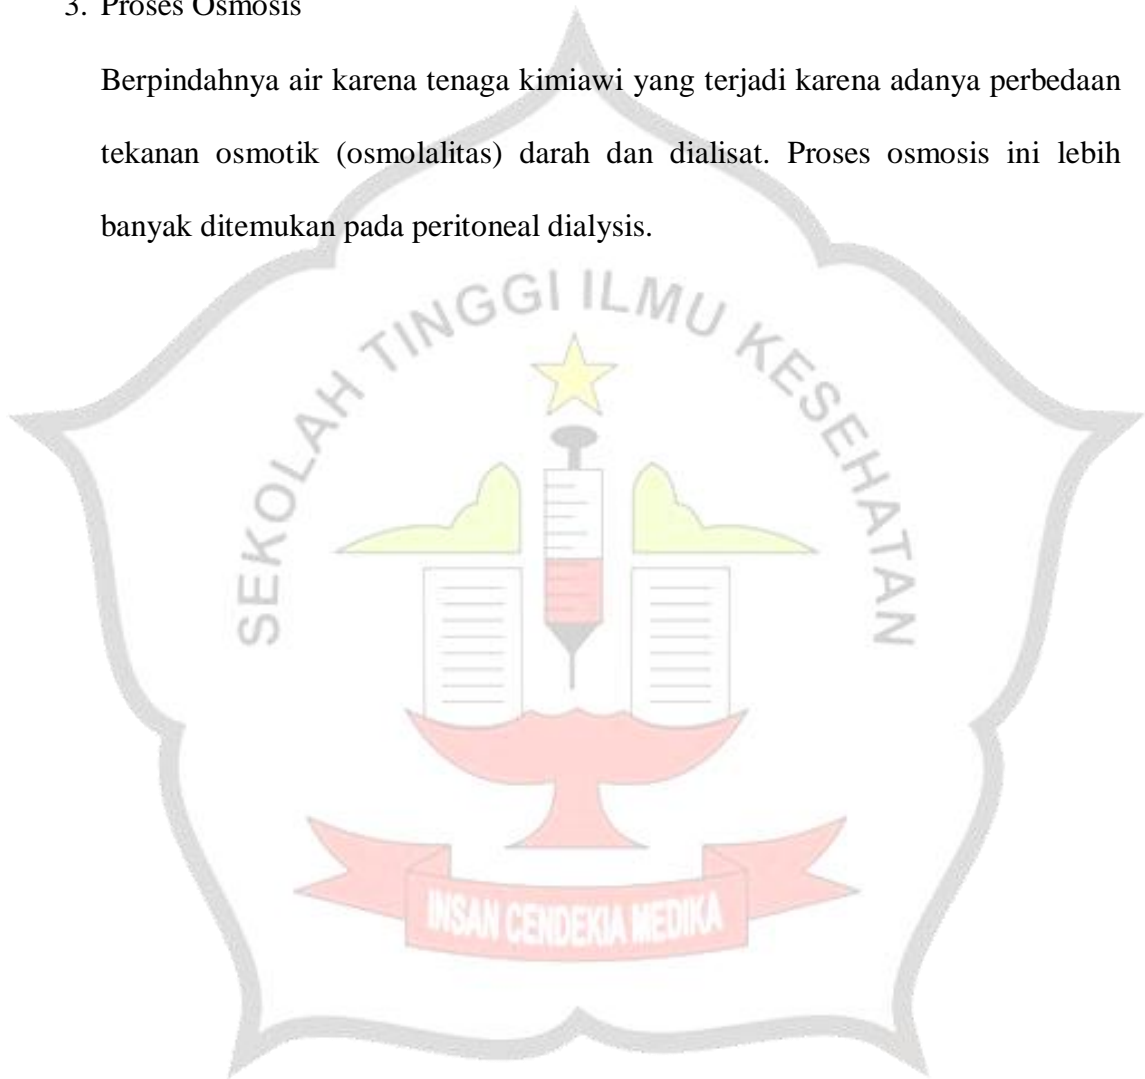 3. Proses Osmosis
Berpindahnya air karena tenaga kimiawi yang terjadi karena adanya perbedaan
tekanan osmotik (osmolalitas) darah dan dialisat. Proses osmosis ini lebih
banyak ditemukan pada peritoneal dialysis.
SEKOLAH TINGGI ILMU KESEHATAN
INSAN CENDEKIA MEDIKA